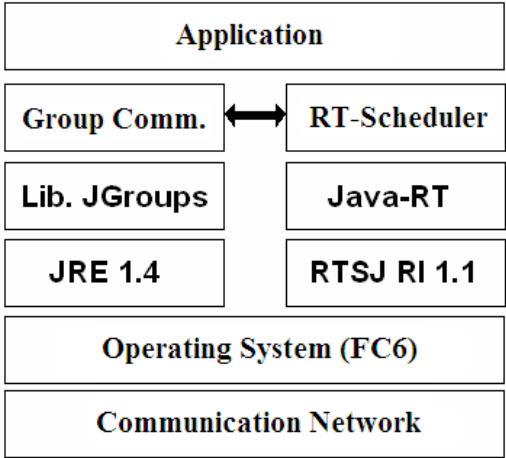 Application
Group Comm.
RT-Scheduler
Lib. JGroups
Java-RT
JRE 1.4
RTSJ RI 1.1
Operating System (FC6)
Communication Network